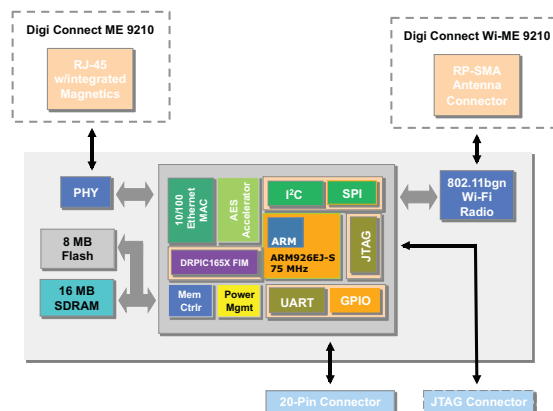 Digi Connect ME 9210
RJ-45
w/integrated
Magnetics
Digi Connect Wi-ME 9210
RP-SMA
Antenna
Connector
PHY
10/100
Ethernet
MAC
AES
Accelerator
I²C
SPI
802.11bgn
Wi-Fi
Radio
8 MB
Flash
DRPIC165X FIM
ARM
ARM926EJ-S
75 MHz
JTAG
16 MB
SDRAM
Mem
Ctrlr
Power
Mgmt
UART
GPIO
20-Pin Connector
JTAG Connector